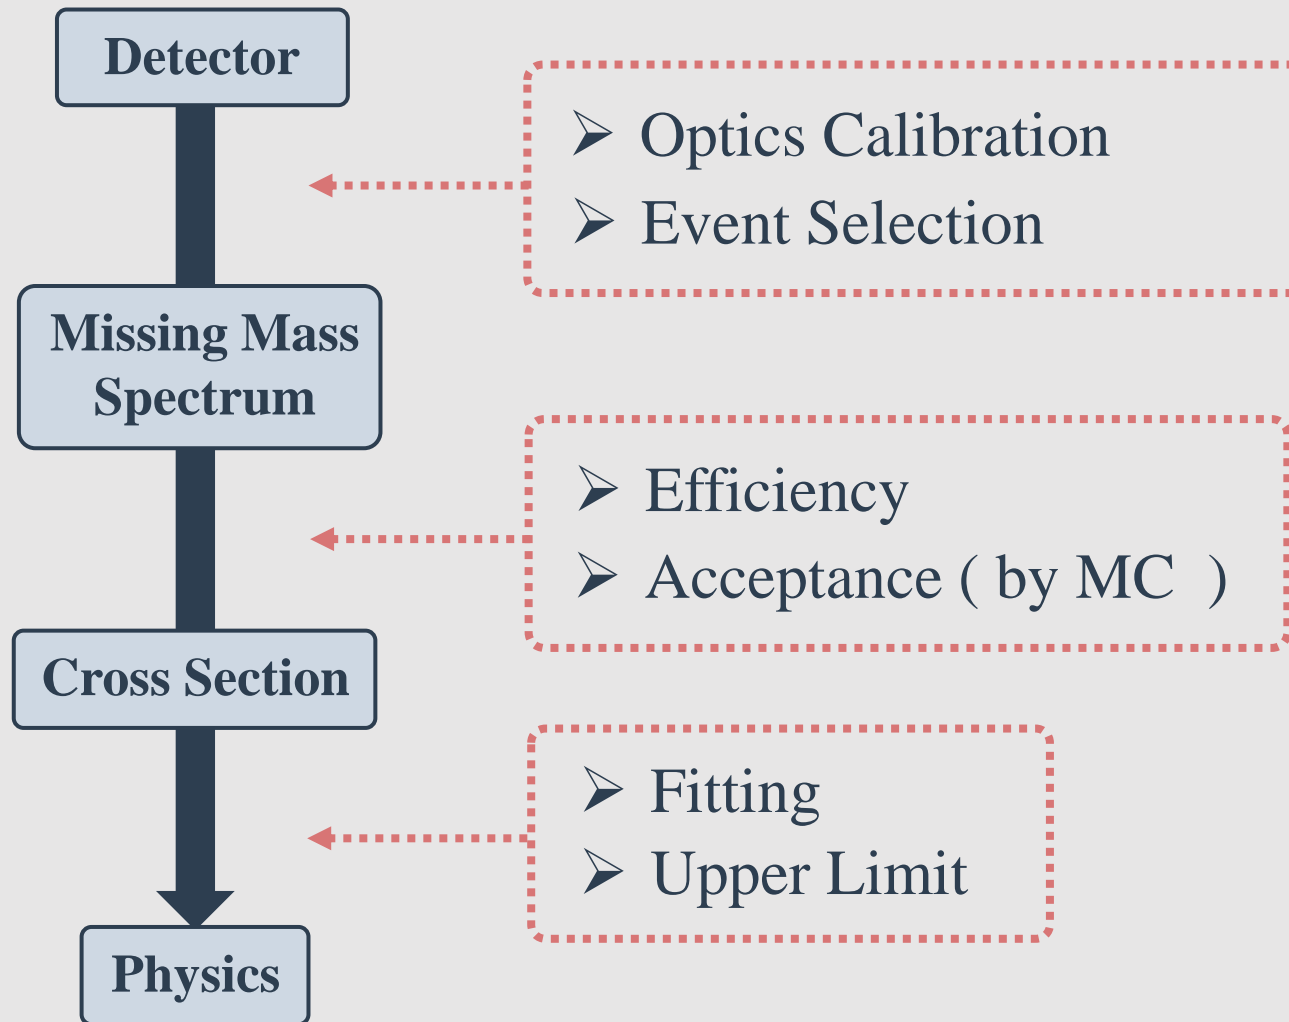 Detector
➢ Optics Calibration
➢ Event Selection
Missing Mass
Spectrum
➢ Efficiency
➢ Acceptance ( by MC  )
Cross Section
➢ Fitting
➢ Upper Limit
Physics